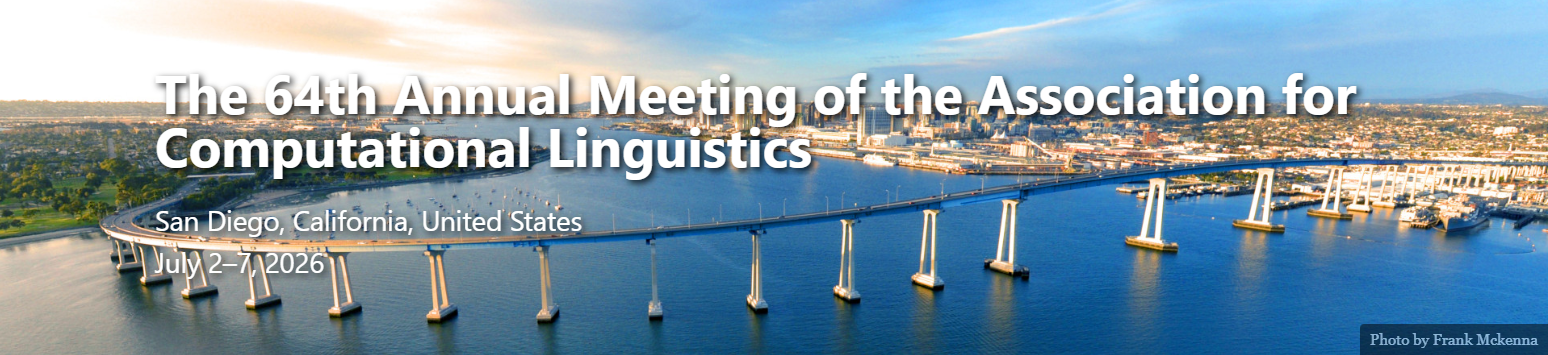 The 64th Annual Meeting of the Association for
Computational Linguistics
San Diego, California, United States
July 2–7, 2026
Photo by Frank Mckenna